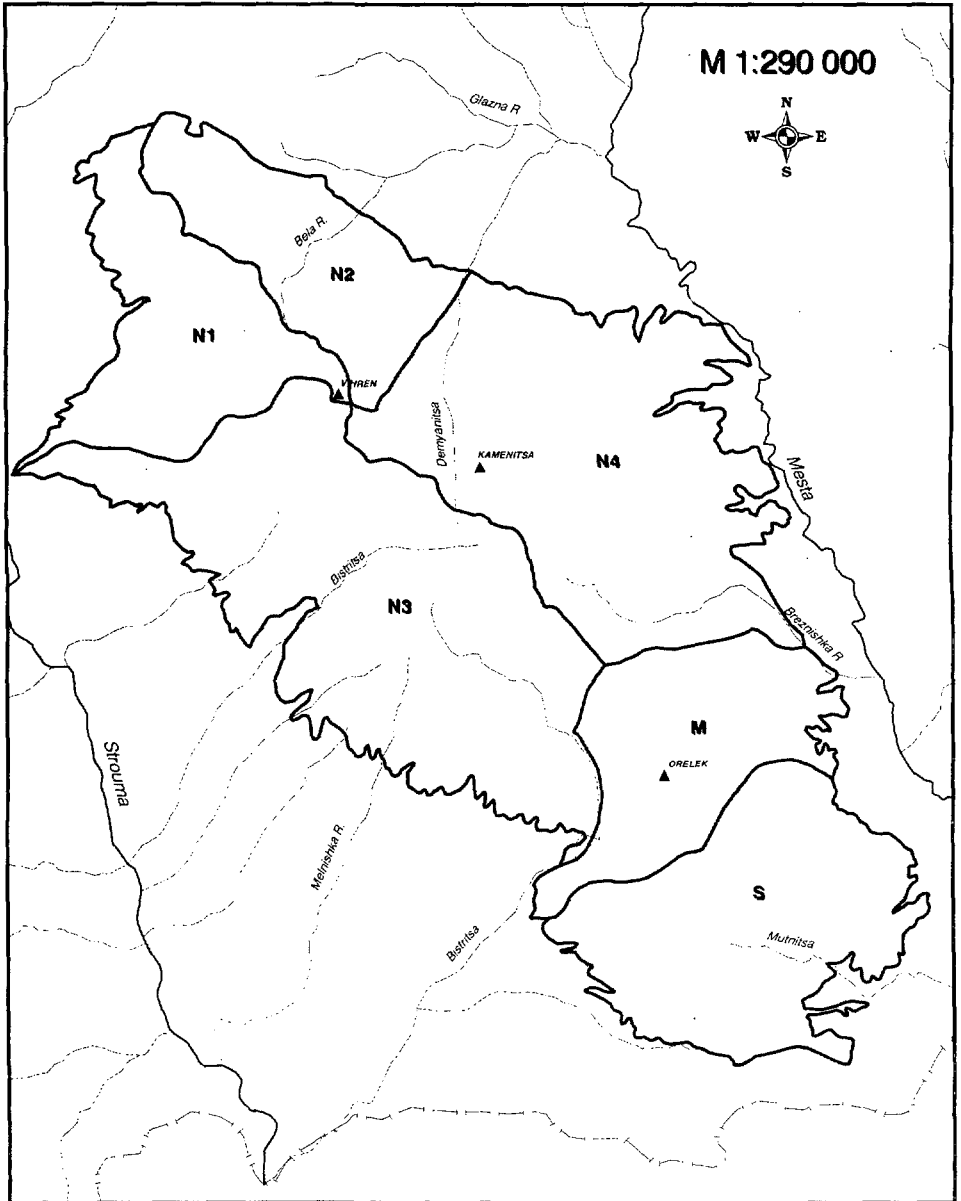 M 1:290 000
N
W E
S
Glazna R
Bela R.
N2
N1
VIHREN
Demyanitsa
KAMENITSA
N4
Mesta
Bistritsa
N3
Breznishka R
M
ORELEK
Strouma
Melnishka R.
S
Bistritsa
Mutnitsa